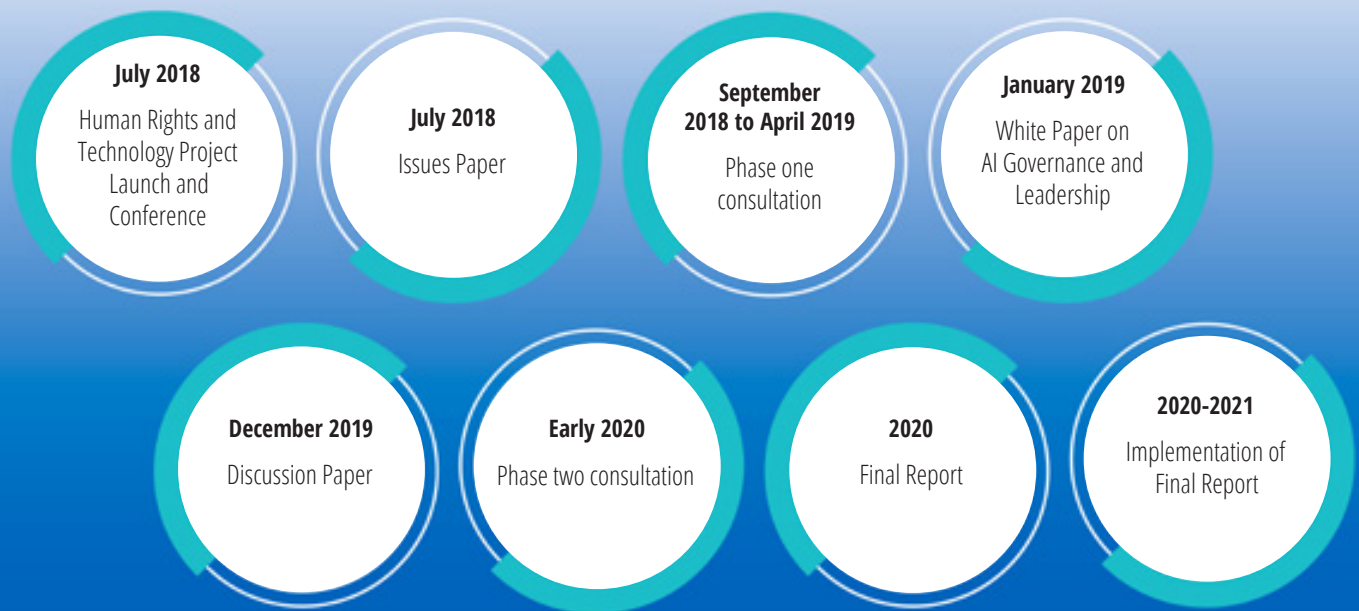 July 2018
Human Rights and
Technology Project
Launch and
Conference
July 2018
Issues Paper
September
2018 to April 2019
Phase one
consultation
January 2019
White Paper on
AI Governance and
Leadership
December 2019
Discussion Paper
Early 2020
Phase two consultation
2020
Final Report
2020-2021
Implementation of
Final Report